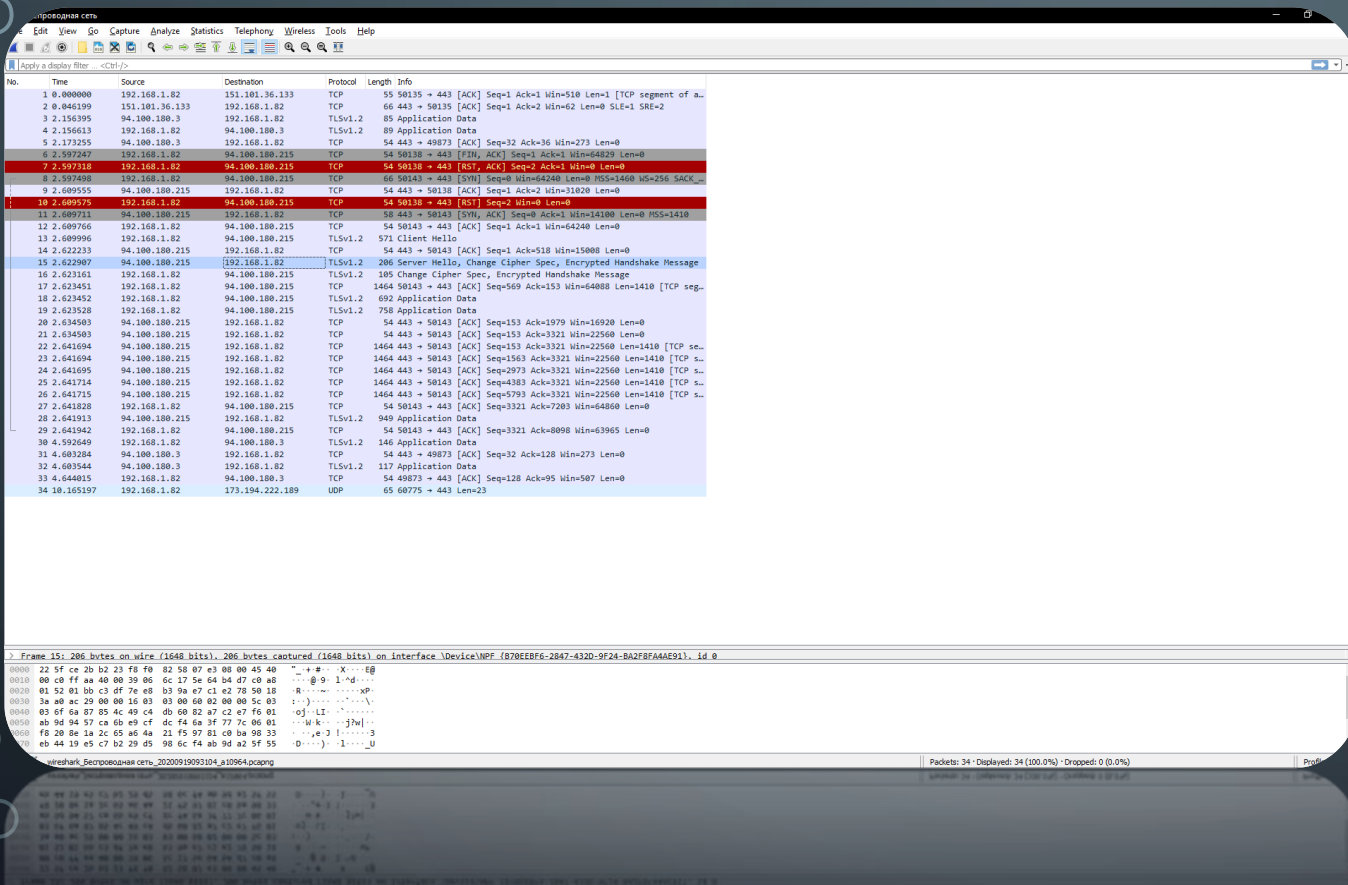 спроводная сеть
Edit View Go Capture Analyze Statistics Telephony Wireless Tools Help
Apply a display filter ... <Ctrl-/>
No. Time Source Destination Protocol Length Info
1 0.000000 192.168.1.82 151.101.36.133 TCP 55 50135 → 443 [ACK] Seq=1 Ack=1 Win=510 Len=1 [TCP segment of a…
2 0.046199 151.101.36.133 192.168.1.82 TCP 66 443 → 50135 [ACK] Seq=1 Ack=2 Win=62 Len=0 SLE=1 SRE=2
3 2.156395 94.100.180.3 192.168.1.82 TLSv1.2 85 Application Data
4 2.156613 192.168.1.82 94.100.180.3 TLSv1.2 89 Application Data
5 2.173255 94.100.180.3 192.168.1.82 TCP 54 443 → 49873 [ACK] Seq=32 Ack=36 Win=273 Len=0
6 2.597247 192.168.1.82 94.100.180.215 TCP 54 50138 → 443 [FIN, ACK] Seq=1 Ack=1 Win=64829 Len=0
7 2.597318 192.168.1.82 94.100.180.215 TCP 54 50138 → 443 [RST, ACK] Seq=2 Ack=1 Win=0 Len=0
8 2.597498 192.168.1.82 94.100.180.215 TCP 66 50143 → 443 [SYN] Seq=0 Win=64240 Len=0 MSS=1460 WS=256 SACK_…
9 2.609555 94.100.180.215 192.168.1.82 TCP 54 443 → 50138 [ACK] Seq=1 Ack=2 Win=31020 Len=0
10 2.609575 192.168.1.82 94.100.180.215 TCP 54 50138 → 443 [RST] Seq=2 Win=0 Len=0
11 2.609711 94.100.180.215 192.168.1.82 TCP 58 443 → 50143 [SYN, ACK] Seq=0 Ack=1 Win=14100 Len=0 MSS=1410
12 2.609766 192.168.1.82 94.100.180.215 TCP 54 50143 → 443 [ACK] Seq=1 Ack=1 Win=64240 Len=0
13 2.609996 192.168.1.82 94.100.180.215 TLSv1.2 571 Client Hello
14 2.622233 94.100.180.215 192.168.1.82 TCP 54 443 → 50143 [ACK] Seq=1 Ack=518 Win=15008 Len=0
15 2.622907 94.100.180.215 192.168.1.82 TLSv1.2 206 Server Hello, Change Cipher Spec, Encrypted Handshake Message
16 2.623161 192.168.1.82 94.100.180.215 TLSv1.2 105 Change Cipher Spec, Encrypted Handshake Message
17 2.623451 192.168.1.82 94.100.180.215 TCP 1464 50143 → 443 [ACK] Seq=569 Ack=153 Win=64088 Len=1410 [TCP seg…
18 2.623452 192.168.1.82 94.100.180.215 TLSv1.2 692 Application Data
19 2.623528 192.168.1.82 94.100.180.215 TLSv1.2 758 Application Data
20 2.634503 94.100.180.215 192.168.1.82 TCP 54 443 → 50143 [ACK] Seq=153 Ack=1979 Win=16920 Len=0
21 2.634503 94.100.180.215 192.168.1.82 TCP 54 443 → 50143 [ACK] Seq=153 Ack=3321 Win=22560 Len=0
22 2.641694 94.100.180.215 192.168.1.82 TCP 1464 443 → 50143 [ACK] Seq=153 Ack=3321 Win=22560 Len=1410 [TCP se…
23 2.641694 94.100.180.215 192.168.1.82 TCP 1464 443 → 50143 [ACK] Seq=1563 Ack=3321 Win=22560 Len=1410 [TCP s…
24 2.641695 94.100.180.215 192.168.1.82 TCP 1464 443 → 50143 [ACK] Seq=2973 Ack=3321 Win=22560 Len=1410 [TCP s…
25 2.641714 94.100.180.215 192.168.1.82 TCP 1464 443 → 50143 [ACK] Seq=4383 Ack=3321 Win=22560 Len=1410 [TCP s…
26 2.641715 94.100.180.215 192.168.1.82 TCP 1464 443 → 50143 [ACK] Seq=5793 Ack=3321 Win=22560 Len=1410 [TCP s…
27 2.641828 192.168.1.82 94.100.180.215 TCP 54 50143 → 443 [ACK] Seq=3321 Ack=7203 Win=64860 Len=0
28 2.641913 94.100.180.215 192.168.1.82 TLSv1.2 949 Application Data
29 2.641942 192.168.1.82 94.100.180.215 TCP 54 50143 → 443 [ACK] Seq=3321 Ack=8098 Win=63965 Len=0
30 4.592649 192.168.1.82 94.100.180.3 TLSv1.2 146 Application Data
31 4.603284 94.100.180.3 192.168.1.82 TCP 54 443 → 49873 [ACK] Seq=32 Ack=128 Win=273 Len=0
32 4.603544 94.100.180.3 192.168.1.82 TLSv1.2 117 Application Data
33 4.644015 192.168.1.82 94.100.180.3 TCP 54 49873 → 443 [ACK] Seq=128 Ack=95 Win=507 Len=0
34 10.165197 192.168.1.82 173.194.222.189 UDP 65 60775 → 443 Len=23
Frame 15: 206 bytes on wire (1648 bits), 206 bytes captured (1648 bits) on interface \Device\NPF_{B70EEBF6-2847-432D-9F24-BA2F8FA4AE91}, id 0
0000 22 5f ce 2b b2 23 f8 f0 82 58 07 e3 08 00 45 40 "_·+·#·· ·X····E@
0010 00 c0 ff aa 40 00 39 06 6c 17 5e 64 b4 d7 c0 a8 ····@·9· l·^d····
0020 01 52 01 bb c3 df 7e e8 b3 9a e7 c1 e2 78 50 18 ·R····~· ·····xP·
0030 3a a0 ac 29 00 00 16 03 03 00 60 02 00 00 5c 03 :··)···· ··`···\·
0040 03 6f 6a 87 85 4c 49 c4 db 60 82 a7 c2 e7 f6 01 ·oj··LI· ·`······
0050 ab 9d 94 57 ca 6b e9 cf dc f4 6a 3f 77 7c 06 01 ···W·k·· ··j?w|··
060 f8 20 8e 1a 2c 65 a6 4a 21 f5 97 81 c0 ba 98 33 · ··,e·J !······3
70 eb 44 19 e5 c7 b2 29 d5 98 6c f4 ab 9d a2 5f 55 ·D····)· ·l····_U
wireshark_Беспроводная сеть_20200919093104_a10964.pcapng
Packets: 34 · Displayed: 34 (100.0%) · Dropped: 0 (0.0%)